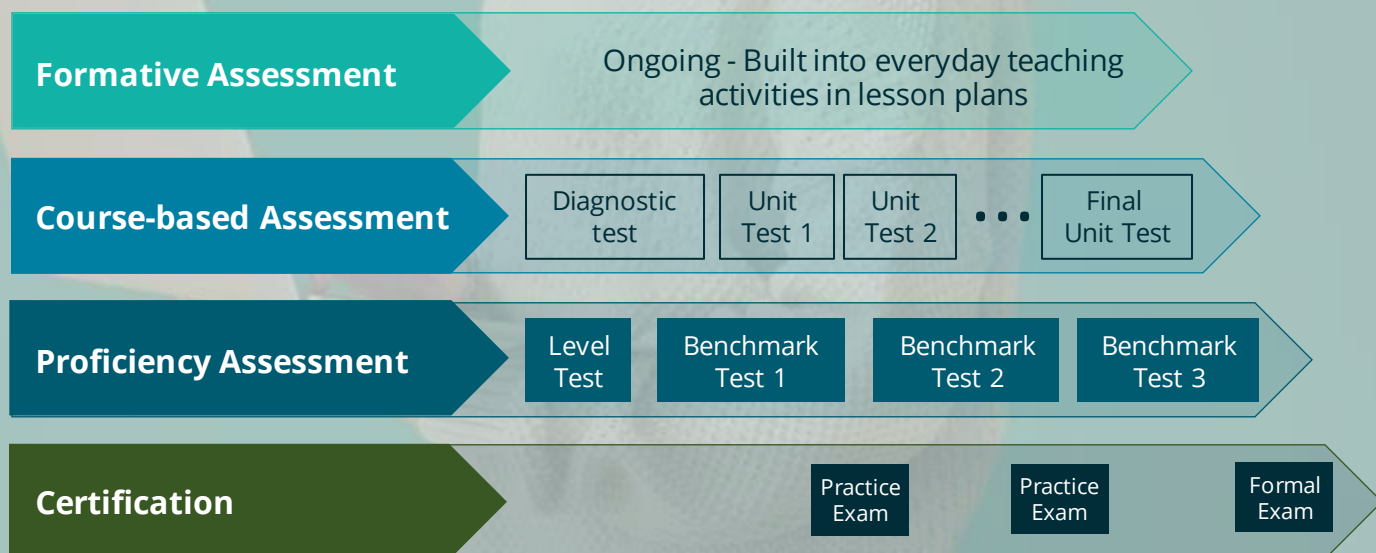 Formative Assessment
Ongoing - Built into everyday teaching
activities in lesson plans
Course-based Assessment
Diagnostic
test
Unit
Test 1
Unit
Test 2
...
Final
Unit Test
Proficiency Assessment
Level
Test
Benchmark
Test 1
Benchmark
Test 2
Benchmark
Test 3
Certification
Practice
Exam
Practice
Exam
Formal
Exam